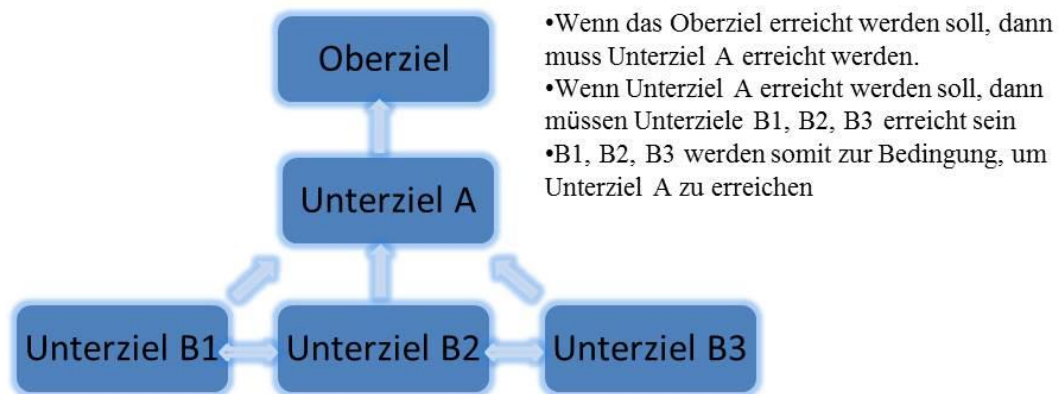 Oberziel
Unterziel A
Unterziel B1
Unterziel B2
Unterziel B3
•Wenn das Oberziel erreicht werden soll, dann
muss Unterziel A erreicht werden.
•Wenn Unterziel A erreicht werden soll, dann
müssen Unterziele B1, B2, B3 erreicht sein
•B1, B2, B3 werden somit zur Bedingung, um
Unterziel A zu erreichen